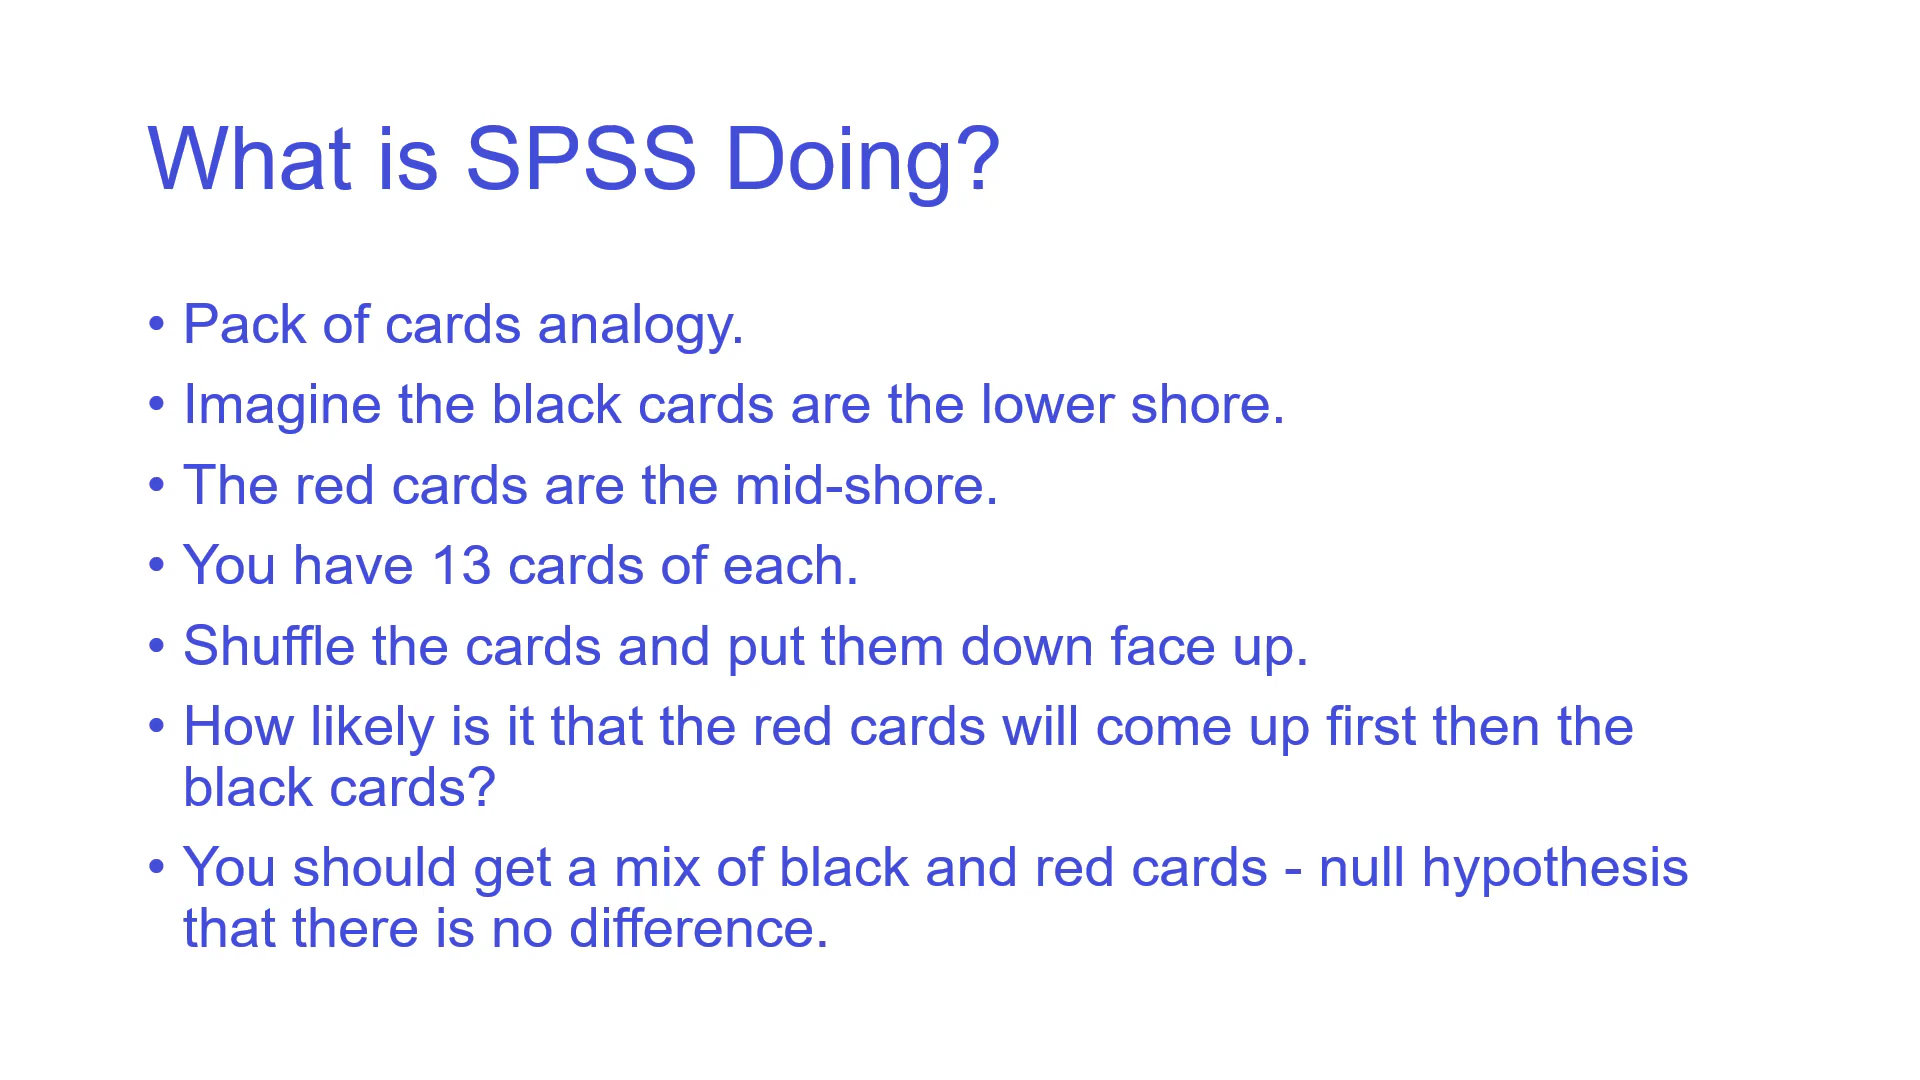 What is SPSS Doing?
• Pack of cards analogy.
• Imagine the black cards are the lower shore.
• The red cards are the mid-shore.
• You have 13 cards of each.
• Shuffle the cards and put them down face up.
• How likely is it that the red cards will come up first then the
black cards?
• You should get a mix of black and red cards - null hypothesis
that there is no difference.